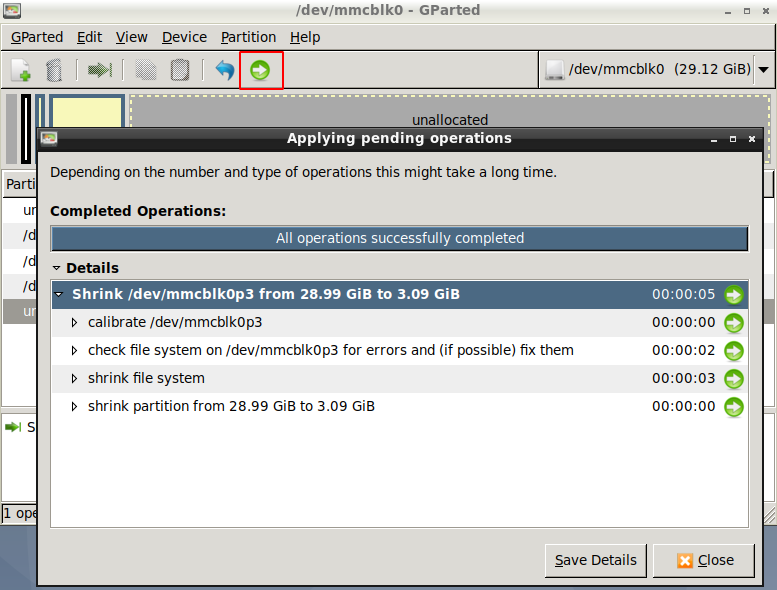 /dev/mmcblk0 - GParted
GParted Edit View Device Partition Help
/dev/mmcblk0 (29.12 GiB)
unallocated
Applying pending operations
Depending on the number and type of operations this might take a long time.
Completed Operations:
All operations successfully completed
Details
Shrink /dev/mmcblk0p3 from 28.99 GiB to 3.09 GiB 00:00:05
calibrate /dev/mmcblk0p3 00:00:00
check file system on /dev/mmcblk0p3 for errors and (if possible) fix them 00:00:02
shrink file system 00:00:03
shrink partition from 28.99 GiB to 3.09 GiB 00:00:00
Save Details Close